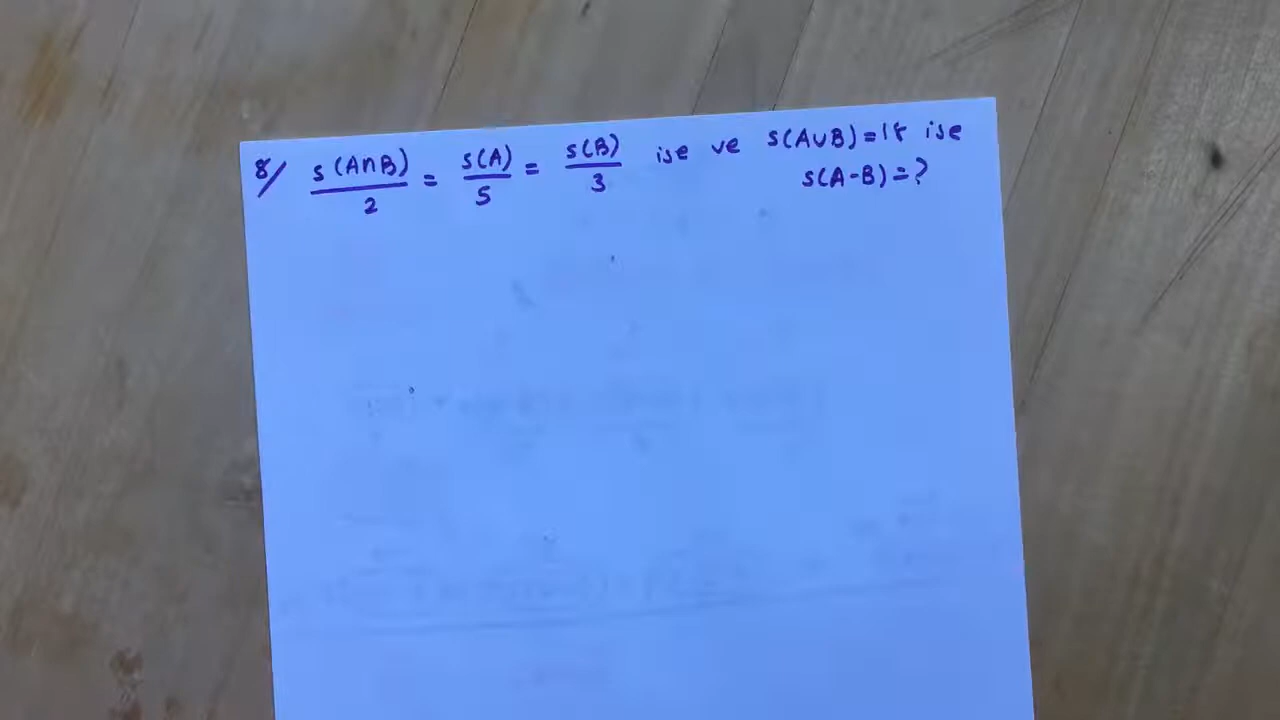 8/ s(A∩B)/2 = s(A)/5 = s(B)/3 ise ve s(A∪B)=18 ise
s(A-B)=?